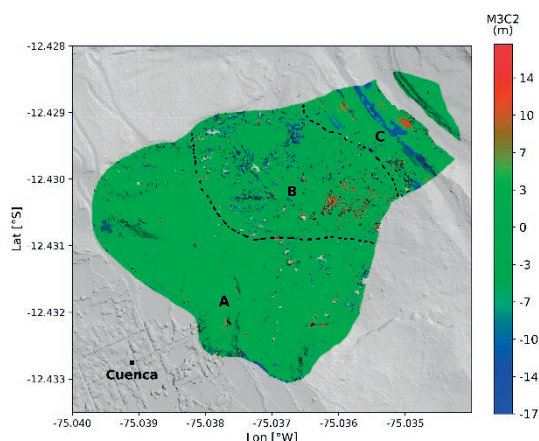 M3C2
(m)
-12.428
-12.429
-12.430
-12.431
-12.432
-12.433
Lat [°S]
C
B
A
Cuenca
-75.040
-75.039
-75.038
-75.037
-75.036
-75.035
Lon [°W]
14
10
7
3
0
-3
-7
-10
-13
-17